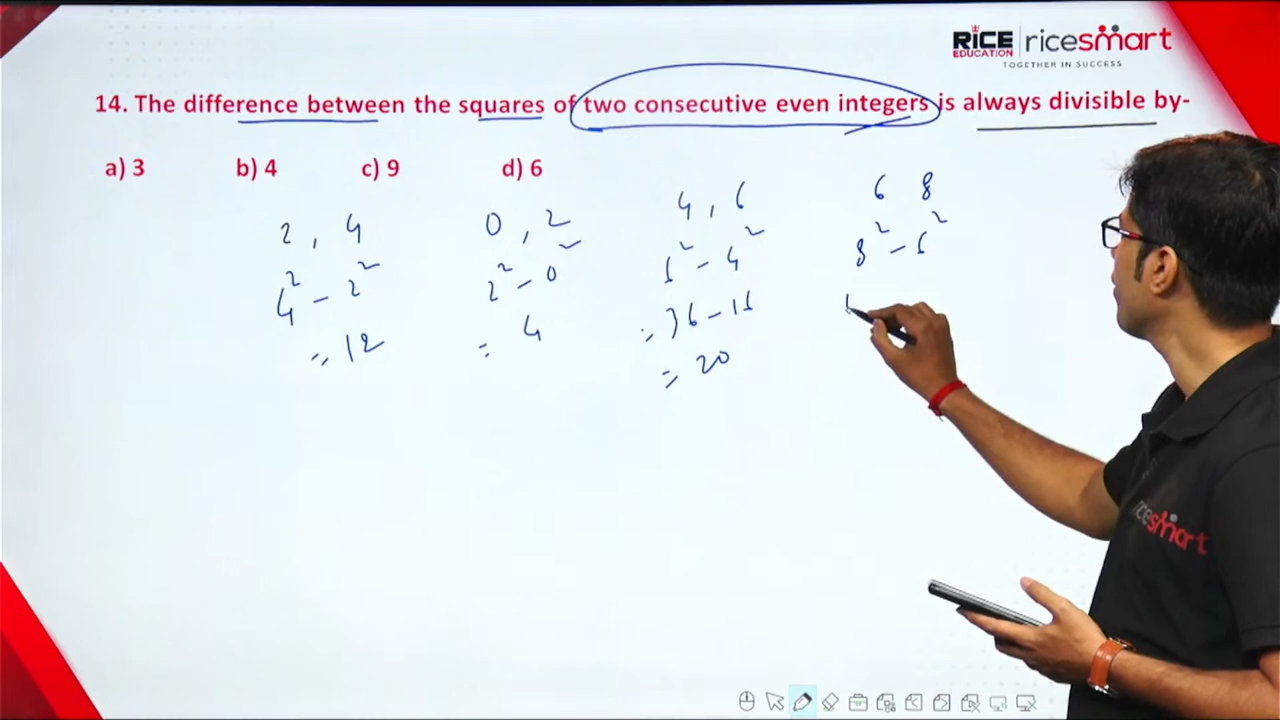 RICE EDUCATION | ricesmart
TOGETHER IN SUCCESS
14. The difference between the squares of two consecutive even integers is always divisible by-
a) 3 b) 4 c) 9 d) 6
2 , 4
4² - 2²
= 12
0 , 2
2² - 0²
= 4
4 , 6
6² - 4²
= 36 - 16
= 20
6 8
8² - 6²
ricesmart